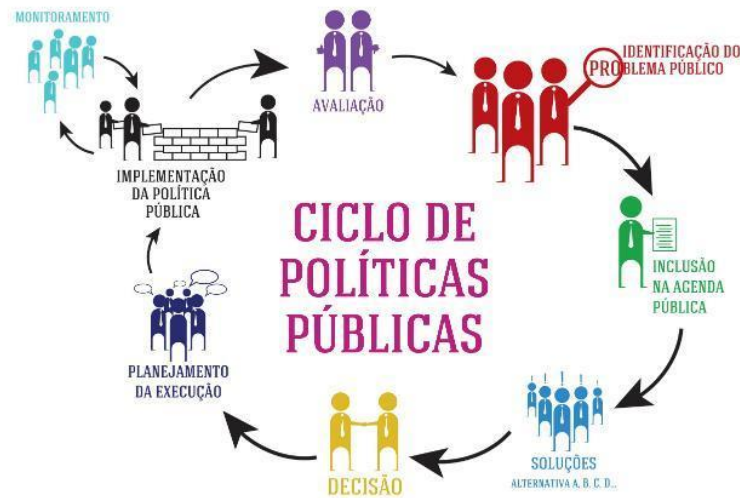 MONITORAMENTO
AVALIAÇÃO
IDENTIFICAÇÃO DO
PROBLEMA PÚBLICO
IMPLEMENTAÇÃO
DA POLÍTICA
PÚBLICA
CICLO DE
POLÍTICAS
PÚBLICAS
INCLUSÃO
NA AGENDA
PÚBLICA
PLANEJAMENTO
DA EXECUÇÃO
DECISÃO
SOLUÇÕES
ALTERNATIVA A, B, C, D...